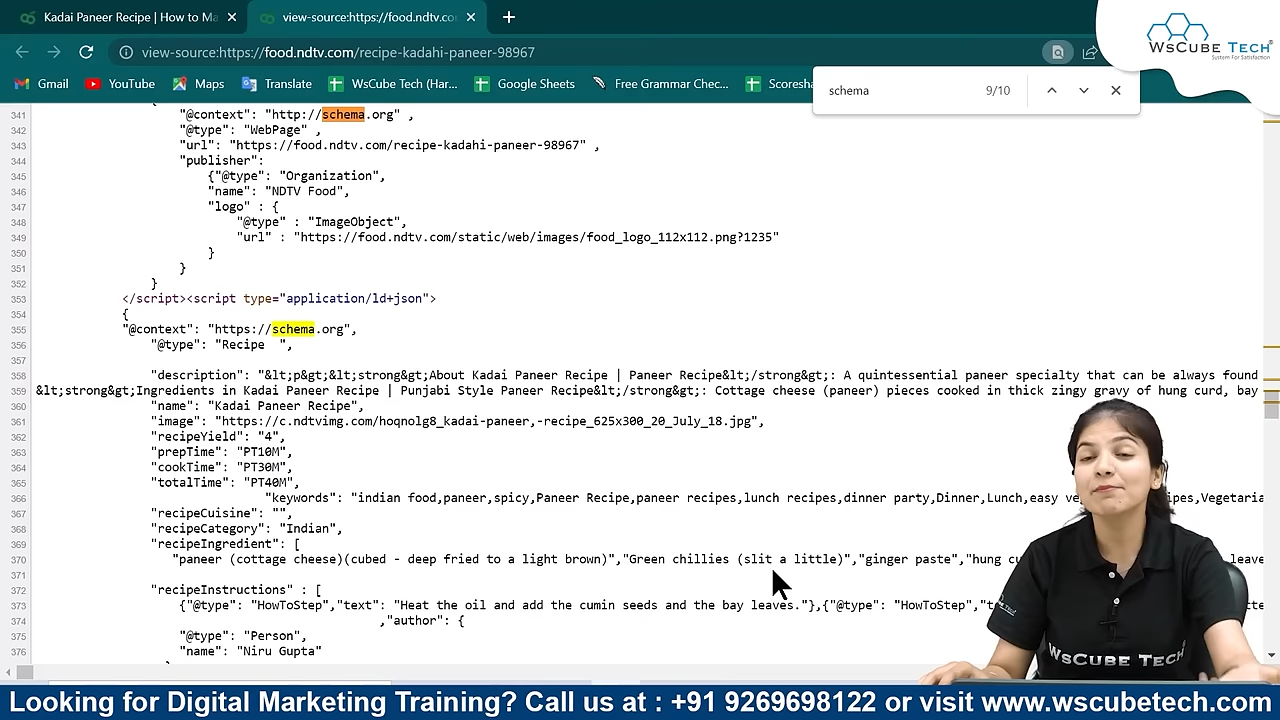 Kadai Paneer Recipe | How to Ma
view-source:https://food.ndtv.co
view-source:https://food.ndtv.com/recipe-kadahi-paneer-98967
WsCube Tech
System For Satisfaction
Gmail YouTube Maps Translate WsCube Tech (Har... Google Sheets Free Grammar Chec... Scoresh
schema 9/10
341 "@context": "http://schema.org" ,
342 "@type": "WebPage" ,
343 "url": "https://food.ndtv.com/recipe-kadahi-paneer-98967" ,
344 "publisher":
345 {"@type": "Organization",
346 "name": "NDTV Food",
347 "logo" : {
348 "@type" : "ImageObject",
349 "url" : "https://food.ndtv.com/static/web/images/food_logo_112x112.png?1235"
350 }
351 }
352 }
353 </script><script type="application/ld+json">
354 {
355 "@context": "https://schema.org",
356 "@type": "Recipe ",
357
358 "description": "&lt;p&gt;&lt;strong&gt;About Kadai Paneer Recipe | Paneer Recipe&lt;/strong&gt;: A quintessential paneer specialty that can be always found
359 &lt;strong&gt;Ingredients in Kadai Paneer Recipe | Punjabi Style Paneer Recipe&lt;/strong&gt;: Cottage cheese (paneer) pieces cooked in thick zingy gravy of hung curd, bay
360 "name": "Kadai Paneer Recipe",
361 "image": "https://c.ndtvimg.com/hoqnolg8_kadai-paneer,-recipe_625x300_20_July_18.jpg",
362 "recipeYield": "4",
363 "prepTime": "PT10M",
364 "cookTime": "PT30M",
365 "totalTime": "PT40M",
366 "keywords": "indian food,paneer,spicy,Paneer Recipe,paneer recipes,lunch recipes,dinner party,Dinner,Lunch,easy ve ipes,Vegetaria
367 "recipeCuisine": "",
368 "recipeCategory": "Indian",
369 "recipeIngredient": [
370 "paneer (cottage cheese)(cubed - deep fried to a light brown)","Green chillies (slit a little)","ginger paste","hung cu leave
371
372 "recipeInstructions" : [
373 {"@type": "HowToStep","text": "Heat the oil and add the cumin seeds and the bay leaves."},{"@type": "HowToStep","te
374 ,"author": {
375 "@type": "Person",
376 "name": "Niru Gupta"
WsCube Tech
Looking for Digital Marketing Training? Call us at : +91 9269698122 or visit www.wscubetech.com